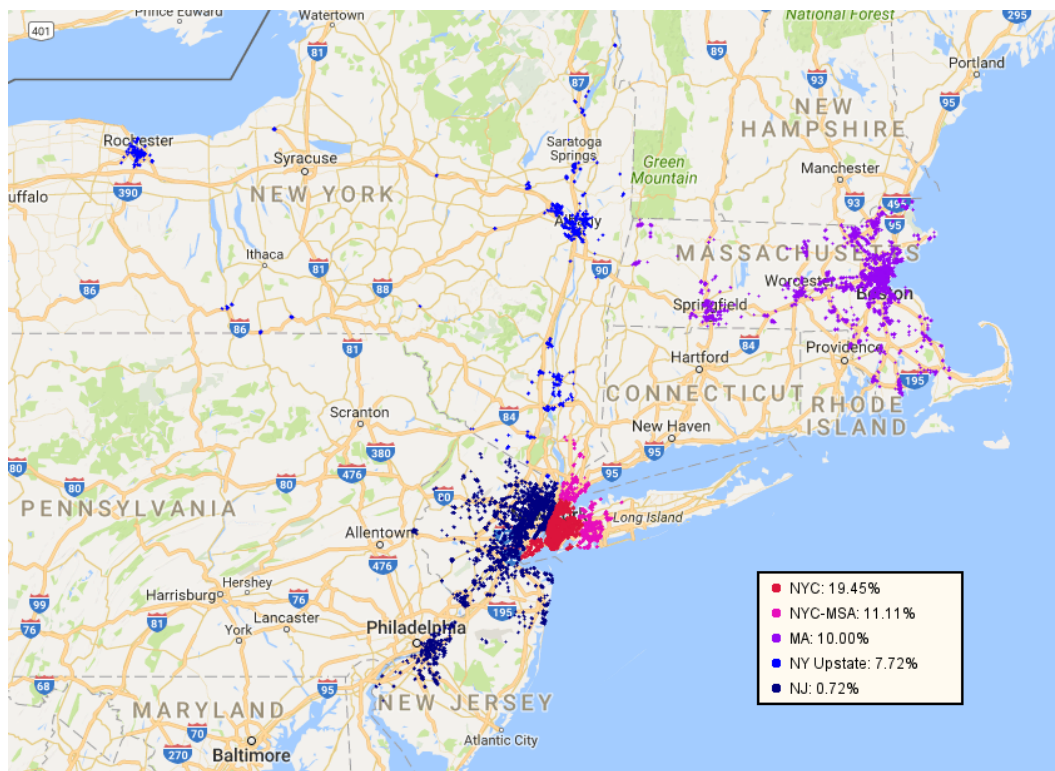 Prince Edward
401
Watertown
81
National Forest
295
89
93
Portland
87
95
NEW
HAMPSHIRE
Rochester
Syracuse
Saratoga
Springs
Green
Mountain
Manchester
390
NEW YORK
93
495
95
uffalo
Albany
MASSACHUSETTS
Ithaca
81
90
Worcester
Boston
86
88
Springfield
86
81
84
Hartford
Providence
195
CONNECTICUT
RHODE
ISLAND
Scranton
84
New Haven
380
95
95
80
476
80
80
80
PENNSYLVANIA
Long Island
Allentown
476
Hershey
Harrisburg
76
99
81
Lancaster
195
76
York
Philadelphia
68
95
NEW JERSEY
MARYLAND
70
Atlantic City
270
Baltimore
NYC: 19.45%
NYC-MSA: 11.11%
MA: 10.00%
NY Upstate: 7.72%
NJ: 0.72%